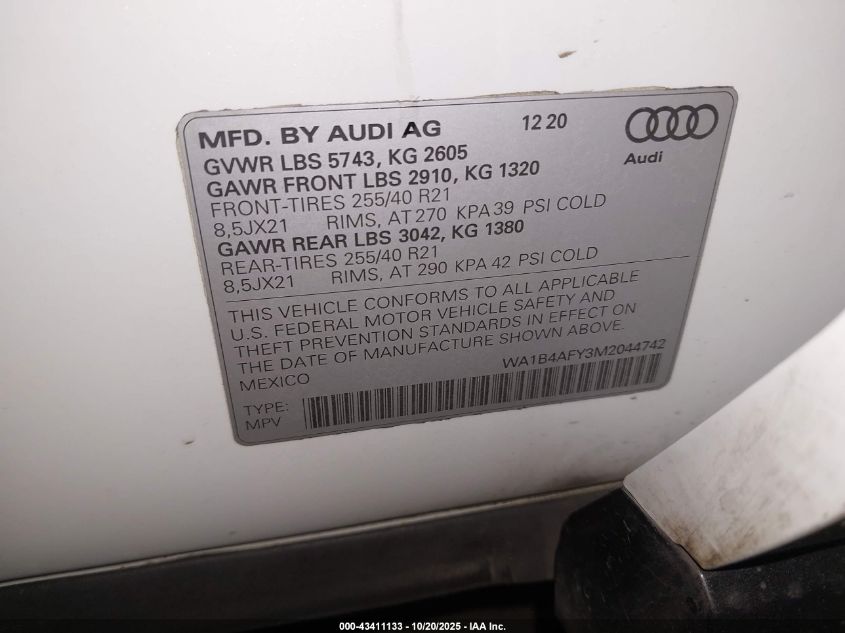 MFD. BY AUDI AG 12 20
Audi
GVWR LBS 5743, KG 2605
GAWR FRONT LBS 2910, KG 1320
FRONT-TIRES 255/40 R21
8,5JX21 RIMS, AT 270 KPA 39 PSI COLD
GAWR REAR LBS 3042, KG 1380
REAR-TIRES 255/40 R21
8,5JX21 RIMS, AT 290 KPA 42 PSI COLD
THIS VEHICLE CONFORMS TO ALL APPLICABLE
U.S. FEDERAL MOTOR VEHICLE SAFETY AND
THEFT PREVENTION STANDARDS IN EFFECT ON
THE DATE OF MANUFACTURE SHOWN ABOVE.
MEXICO WA1B4AFY3M2044742
TYPE:
MPV
000-43411133 - 10/20/2025 - IAA Inc.